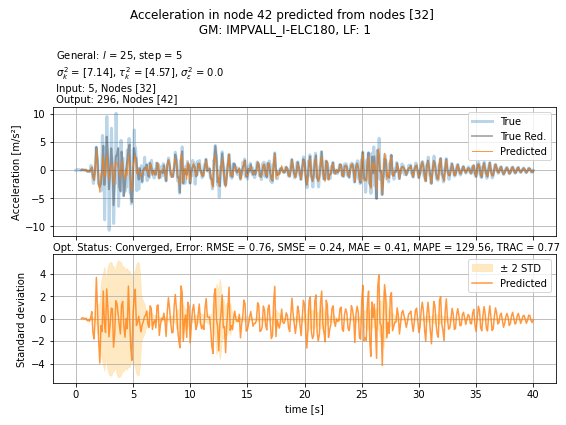 Acceleration in node 42 predicted from nodes [32]
GM: IMPVALL_I-ELC180, LF: 1
General: l = 25, step = 5
σ²ₖ = [7.14], τ²ₖ = [4.57], σ²ₑ = 0.0
Input: 5, Nodes [32]
Output: 296, Nodes [42]
Acceleration [m/s²]
10
5
0
−5
−10
True
True Red.
Predicted
Opt. Status: Converged, Error: RMSE = 0.76, SMSE = 0.24, MAE = 0.41, MAPE = 129.56, TRAC = 0.77
Standard deviation
4
2
0
−2
−4
± 2 STD
Predicted
0 5 10 15 20 25 30 35 40
time [s]